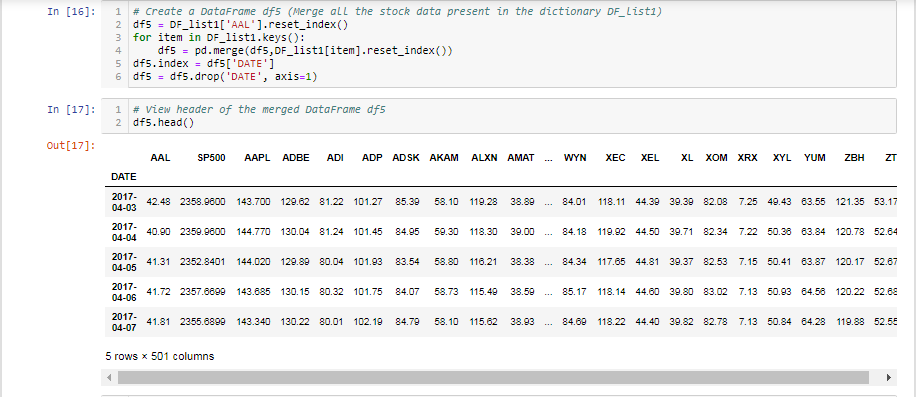 In [16]:
1 # Create a DataFrame df5 (Merge all the stock data present in the dictionary DF_list1)
2 df5 = DF_list1['AAL'].reset_index()
3 for item in DF_list1.keys():
4 df5 = pd.merge(df5,DF_list1[item].reset_index())
5 df5.index = df5['DATE']
6 df5 = df5.drop('DATE', axis=1)
In [17]:
1 # View header of the merged DataFrame df5
2 df5.head()
Out[17]:
AAL SP500 AAPL ADBE ADI ADP ADSK AKAM ALXN AMAT ... WYN XEC XEL XL XOM XRX XYL YUM ZBH ZT
DATE
2017-04-03 42.48 2358.9600 143.700 129.62 81.22 101.27 85.39 58.10 119.28 38.89 ... 84.01 118.11 44.39 39.39 82.08 7.25 49.43 63.55 121.35 53.17
2017-04-04 40.90 2359.9600 144.770 130.04 81.24 101.45 84.95 59.30 118.30 39.00 ... 84.18 119.92 44.50 39.71 82.34 7.22 50.36 63.84 120.78 52.64
2017-04-05 41.31 2352.8401 144.020 129.89 80.04 101.93 83.54 58.80 116.21 38.38 ... 84.34 117.65 44.81 39.37 82.53 7.15 50.41 63.87 120.17 52.67
2017-04-06 41.72 2357.6699 143.685 130.15 80.32 101.75 84.07 58.73 115.49 38.59 ... 85.17 118.14 44.60 39.80 83.02 7.13 50.93 64.56 120.22 52.68
2017-04-07 41.81 2355.6899 143.340 130.22 80.01 102.19 84.79 58.10 115.62 38.93 ... 84.69 118.22 44.40 39.82 82.78 7.13 50.84 64.28 119.88 52.55
5 rows × 501 columns